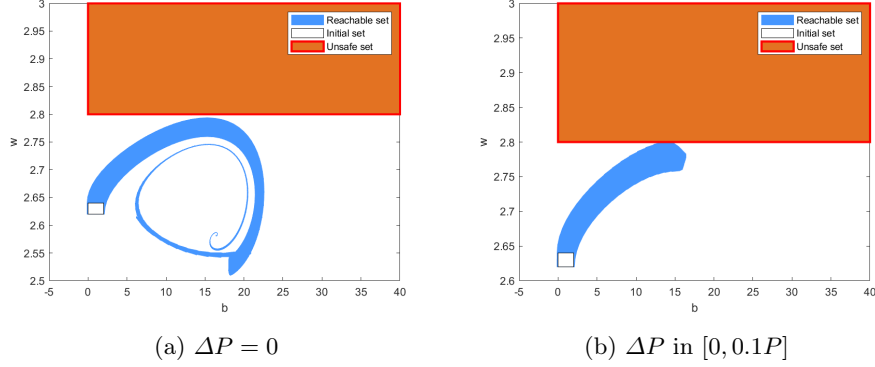 3
2.95
2.9
2.85
2.8
2.75
2.7
2.65
2.6
2.55
2.5
w
-5 0 5 10 15 20 25 30 35 40
b
Reachable set
Initial set
Unsafe set
(a) ΔP = 0
3
2.95
2.9
2.85
2.8
2.75
2.7
2.65
2.6
w
-5 0 5 10 15 20 25 30 35 40
b
Reachable set
Initial set
Unsafe set
(b) ΔP in [0, 0.1P]